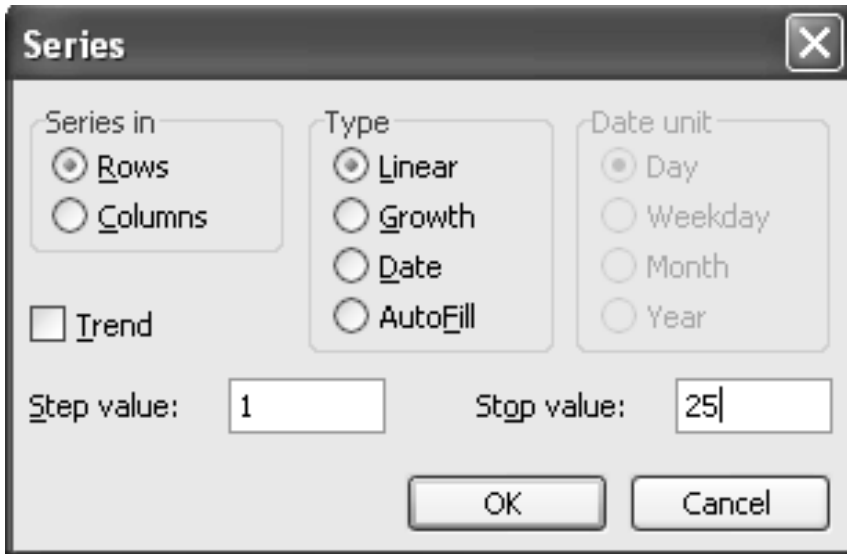 Series
Series in
Rows
Columns
Trend
Type
Linear
Growth
Date
AutoFill
Date unit
Day
Weekday
Month
Year
Step value: 1
Stop value: 25
OK
Cancel